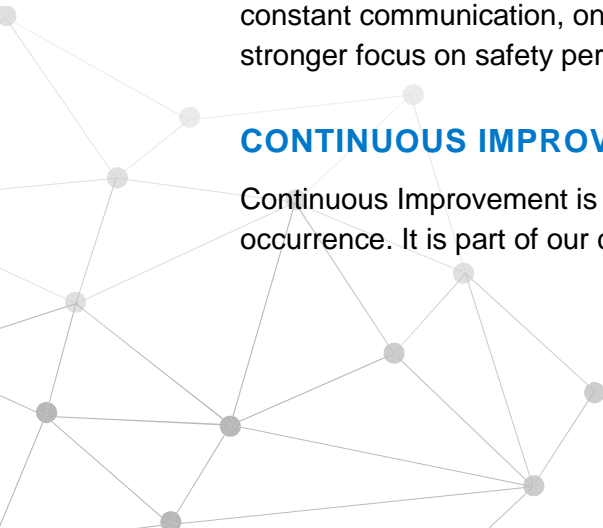 constant communication, on
stronger focus on safety per
CONTINUOUS IMPROV
Continuous Improvement is
occurrence. It is part of our